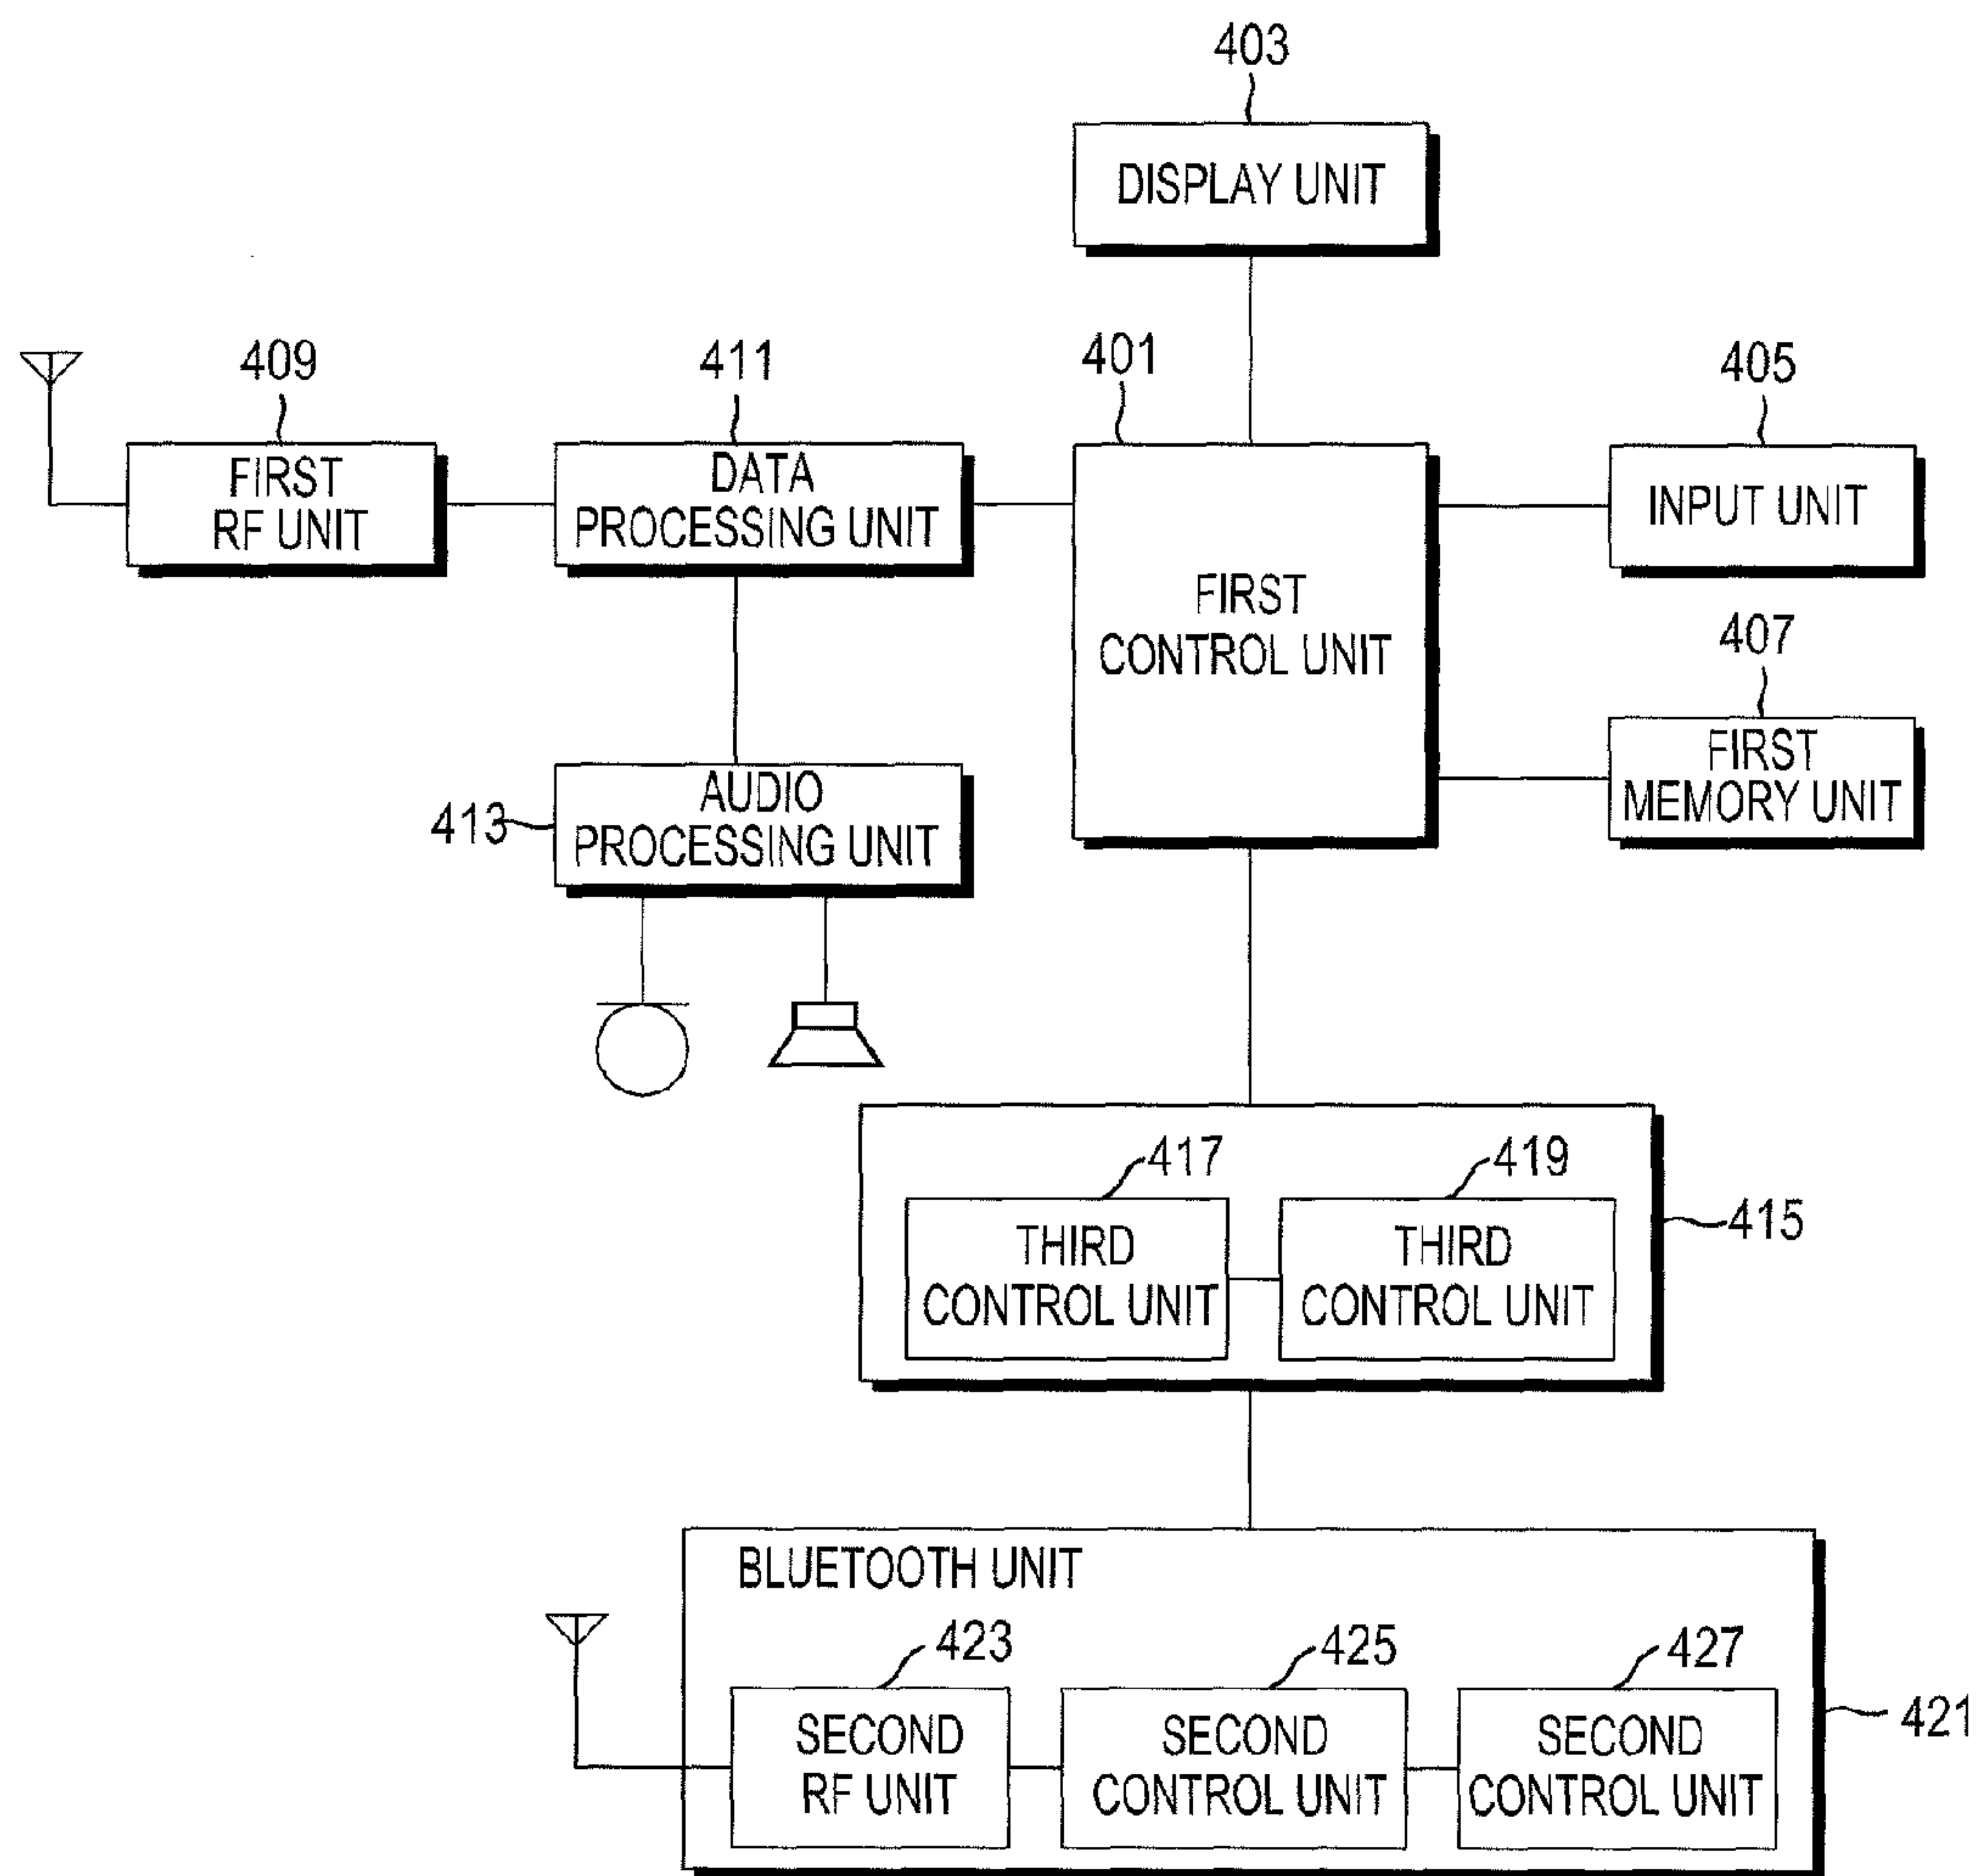 403
DISPLAY UNIT
409
411
401
405
FIRST
RF UNIT
DATA
PROCESSING UNIT
FIRST
CONTROL UNIT
INPUT UNIT
407
FIRST
MEMORY UNIT
413
AUDIO
PROCESSING UNIT
417
419
415
THIRD
CONTROL UNIT
THIRD
CONTROL UNIT
BLUETOOTH UNIT
423
425
427
421
SECOND
RF UNIT
SECOND
CONTROL UNIT
SECOND
CONTROL UNIT